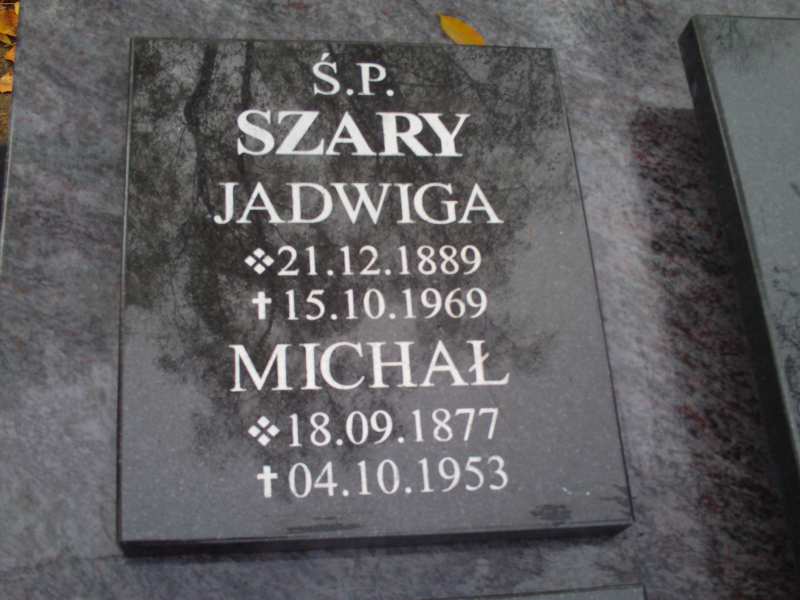 Ś.P.
SZARY
JADWIGA
❖21.12.1889
✝15.10.1969
MICHAŁ
❖18.09.1877
✝04.10.1953